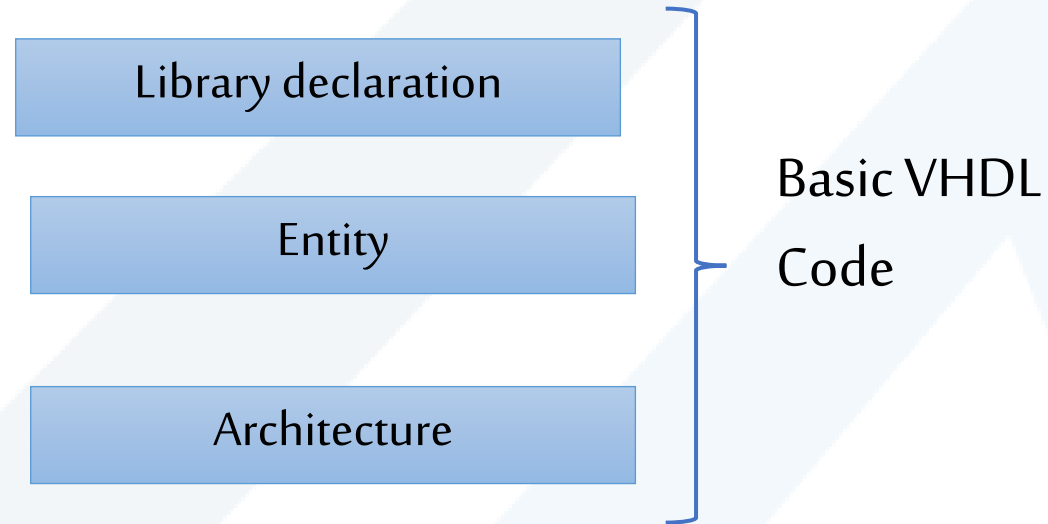 Library declaration
Entity
Architecture
Basic VHDL
Code